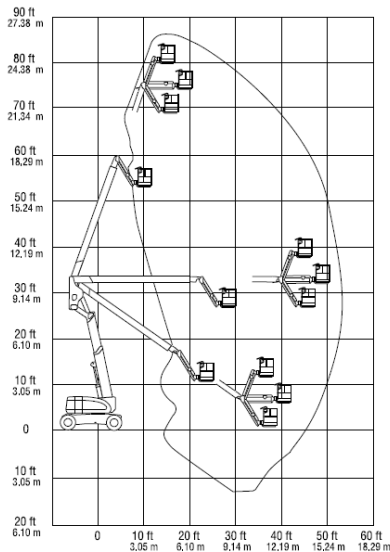 90 ft
27.38 m
80 ft
24.38 m
70 ft
21,34 m
60 ft
18,29 m
50 ft
15.24 m
40 ft
12,19 m
30 ft
9.14 m
20 ft
6.10 m
10 ft
3.05 m
0
10 ft
3.05 m
20 ft
6.10 m
0 10 ft 20 ft 30 ft 40 ft 50 ft 60 ft
3.05 m 6,10 m 9.14 m 12.19 m 15,24 m 18,29 m